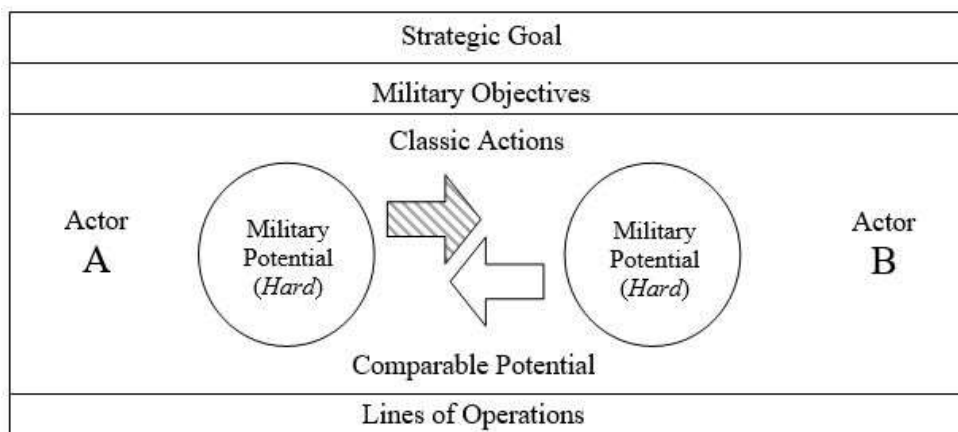 Strategic Goal
Military Objectives
Classic Actions
Actor
A
Military
Potential
(Hard)
Military
Potential
(Hard)
Actor
B
Comparable Potential
Lines of Operations